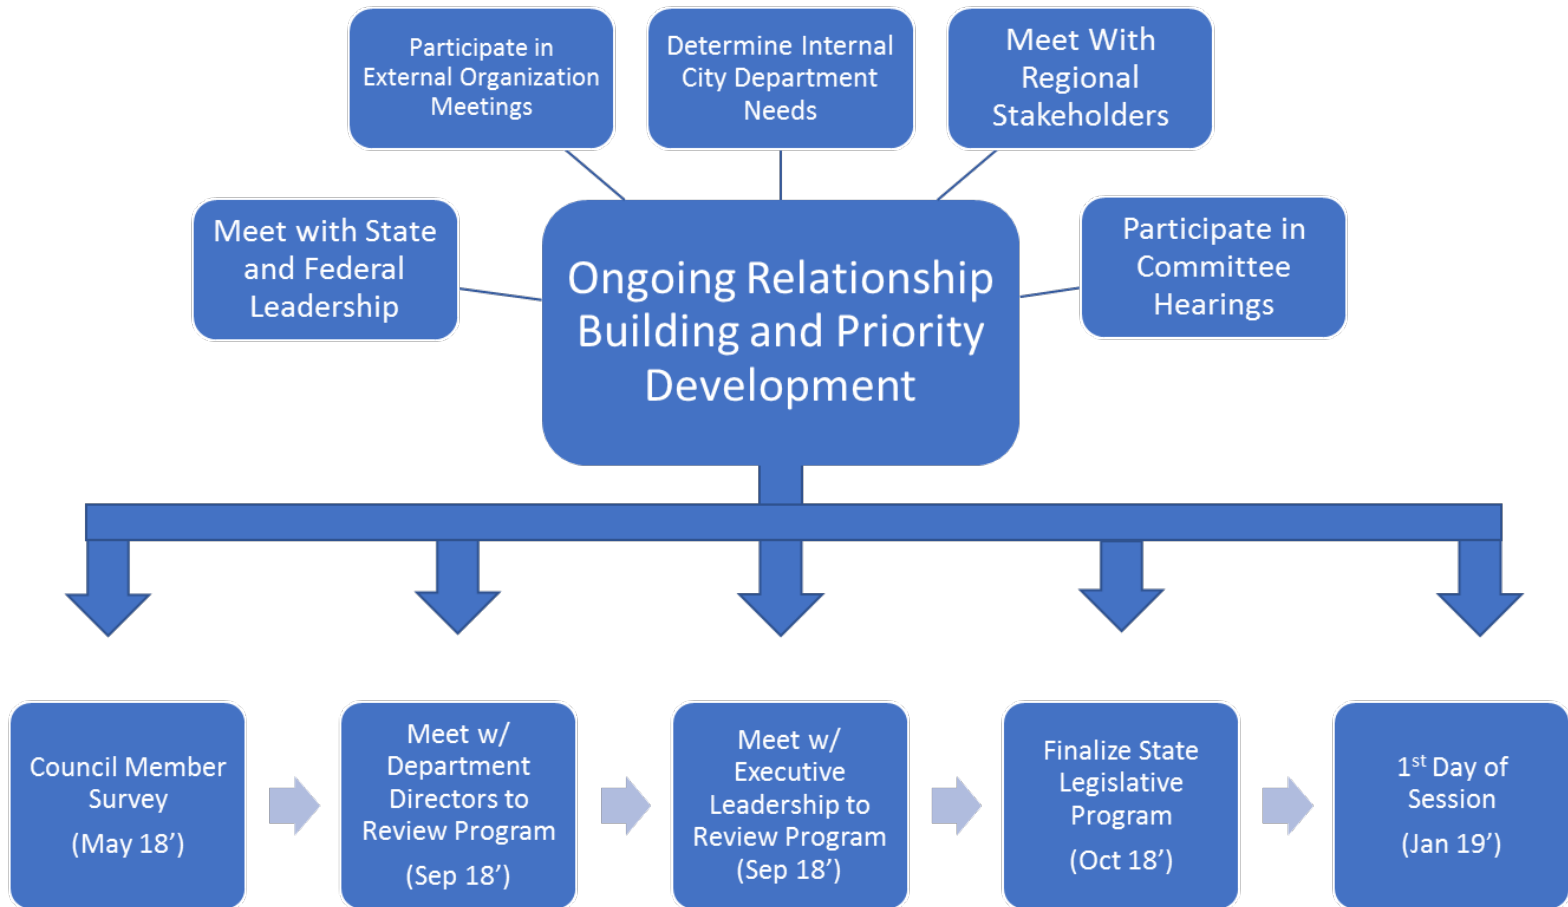 Participate in
External Organization
Meetings
Determine Internal
City Department
Needs
Meet With
Regional
Stakeholders
Meet with State
and Federal
Leadership
Participate in
Committee
Hearings
Ongoing Relationship
Building and Priority
Development
Council Member
Survey
(May 18’)
Meet w/
Department
Directors to
Review Program
(Sep 18’)
Meet w/
Executive
Leadership to
Review Program
(Sep 18’)
Finalize State
Legislative
Program
(Oct 18’)
1st Day of
Session
(Jan 19’)